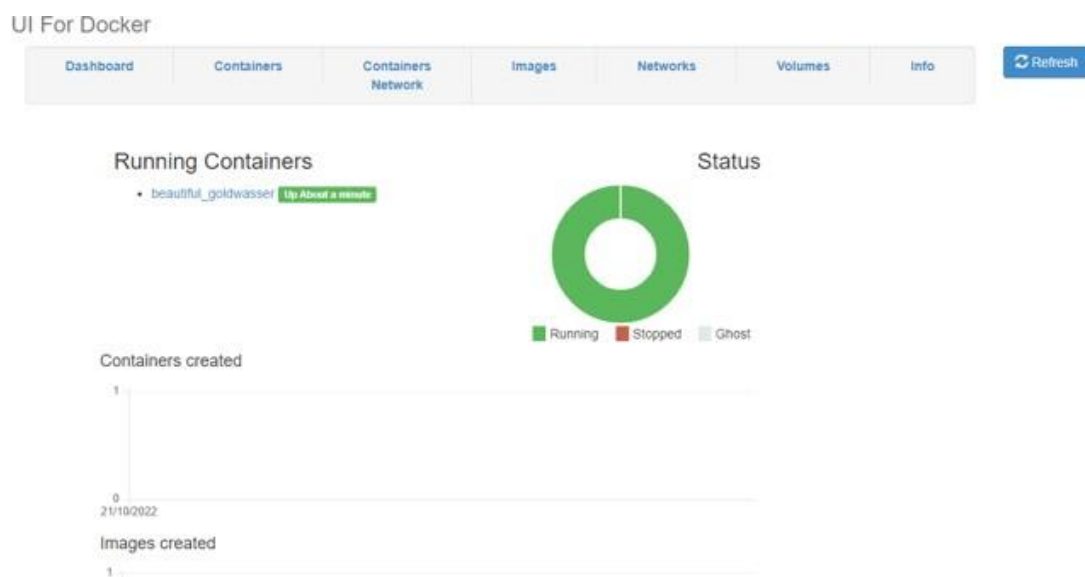 UI For Docker
Dashboard
Containers
Containers
Network
Images
Networks
Volumes
Info
Refresh
Running Containers
beautiful_goldwasser Up About a minute
Status
Running Stopped Ghost
Containers created
1
0
21/10/2022
Images created
1